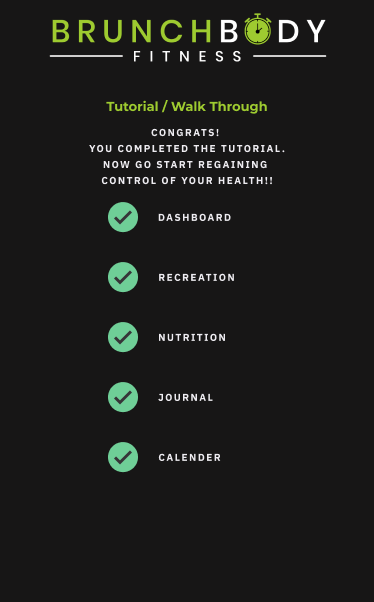 BRUNCHBODY
FITNESS
Tutorial / Walk Through
CONGRATS!
YOU COMPLETED THE TUTORIAL.
NOW GO START REGAINING
CONTROL OF YOUR HEALTH!!
DASHBOARD
RECREATION
NUTRITION
JOURNAL
CALENDER